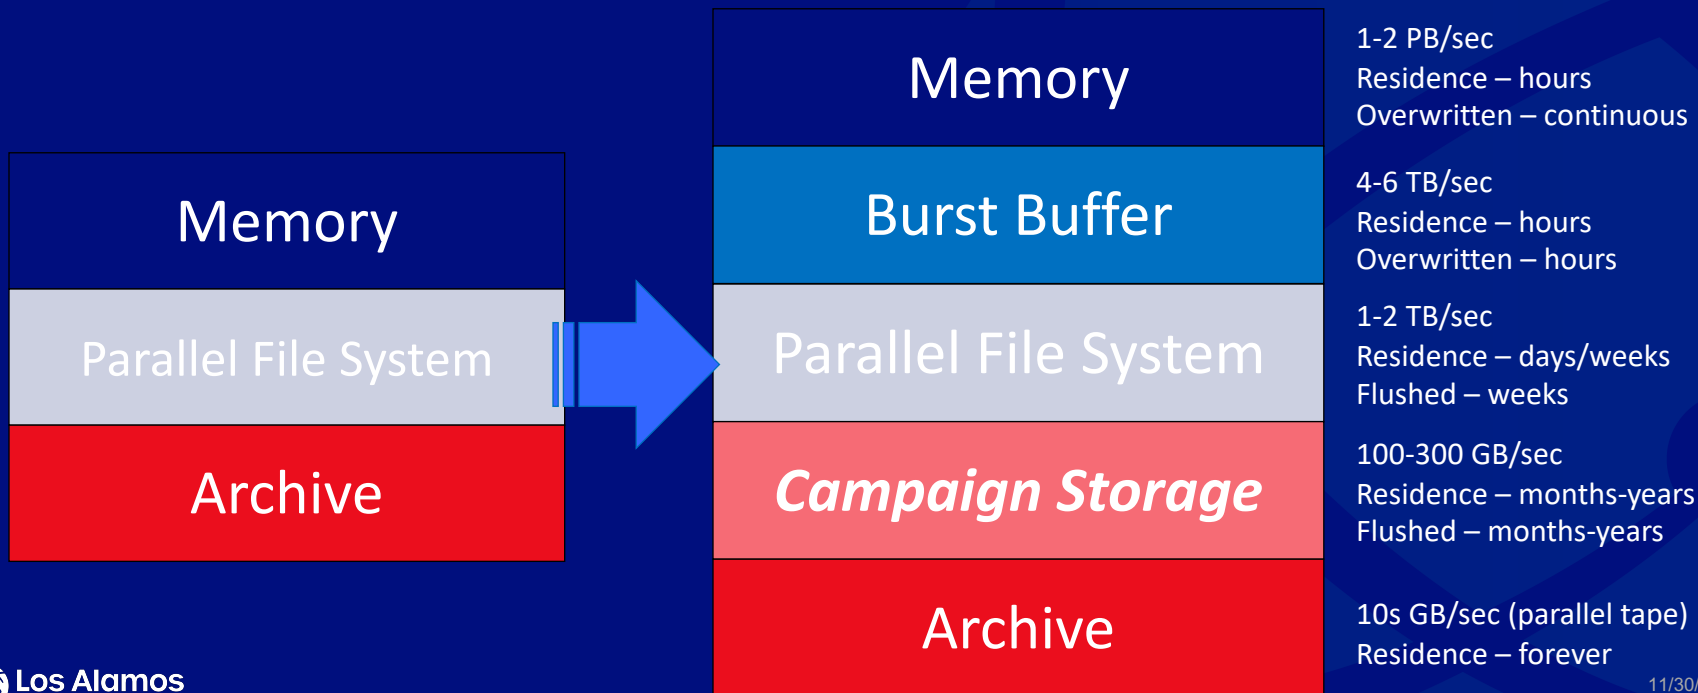 Memory
Parallel File System
Archive
Memory
Burst Buffer
Parallel File System
Campaign Storage
Archive
1-2 PB/sec
Residence – hours
Overwritten – continuous
4-6 TB/sec
Residence – hours
Overwritten – hours
1-2 TB/sec
Residence – days/weeks
Flushed – weeks
100-300 GB/sec
Residence – months-years
Flushed – months-years
10s GB/sec (parallel tape)
Residence – forever
Los Alamos
11/30/